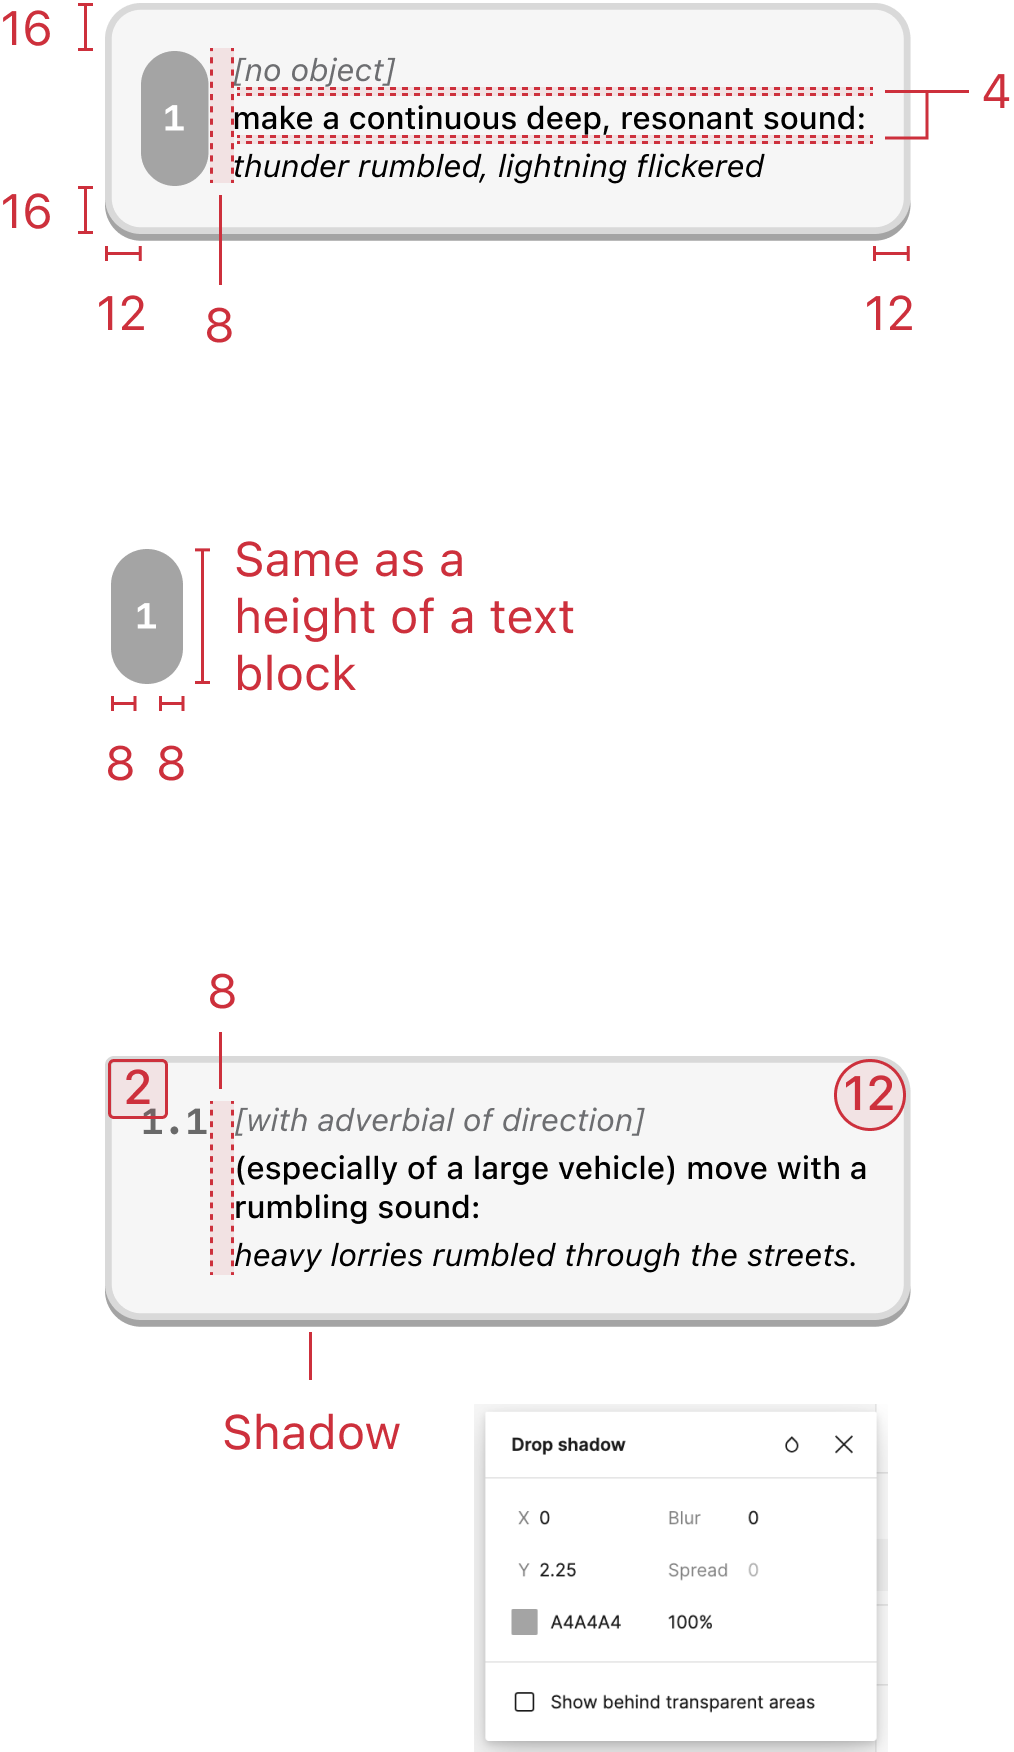 16
[no object]
4
1
make a continuous deep, resonant sound:
thunder rumbled, lightning flickered
16
12
8
12
Same as a
1
height of a text
block
8 8
8
2
12
1.1
[with adverbial of direction]
(especially of a large vehicle) move with a
rumbling sound:
heavy lorries rumbled through the streets.
Shadow
Drop shadow
X 0 Blur 0
Y 2.25 Spread 0
A4A4A4 100%
Show behind transparent areas